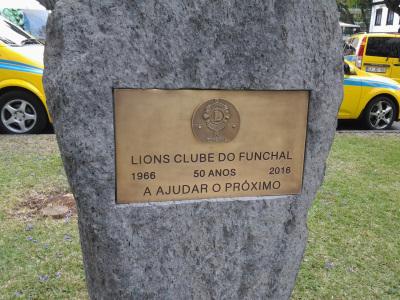 LIONS CLUBE DO FUNCHAL
1966 50 ANOS 2016
A AJUDAR O PRÓXIMO